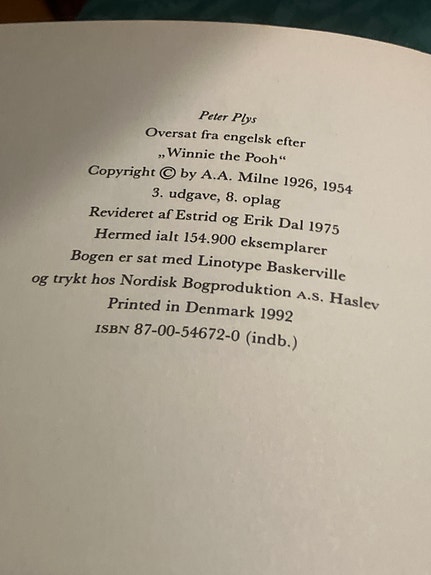 Peter Plys
Oversat fra engelsk efter
„Winnie the Pooh“
Copyright © by A.A. Milne 1926, 1954
3. udgave, 8. oplag
Revideret af Estrid og Erik Dal 1975
Hermed ialt 154.900 eksemplarer
Bogen er sat med Linotype Baskerville
og trykt hos Nordisk Bogproduktion A.S. Haslev
Printed in Denmark 1992
ISBN 87-00-54672-0 (indb.)